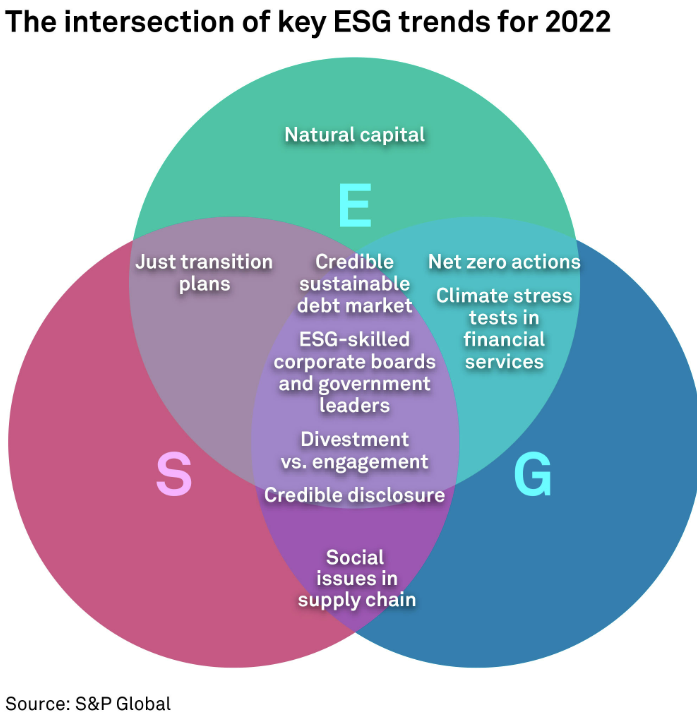 The intersection of key ESG trends for 2022
Natural capital
E
Just transition
plans
Credible
sustainable
debt market
ESG-skilled
corporate boards
and government
leaders
Divestment
vs. engagement
Credible disclosure
Net zero actions
Climate stress
tests in
financial
services
S
G
Social
issues in
supply chain
Source: S&P Global